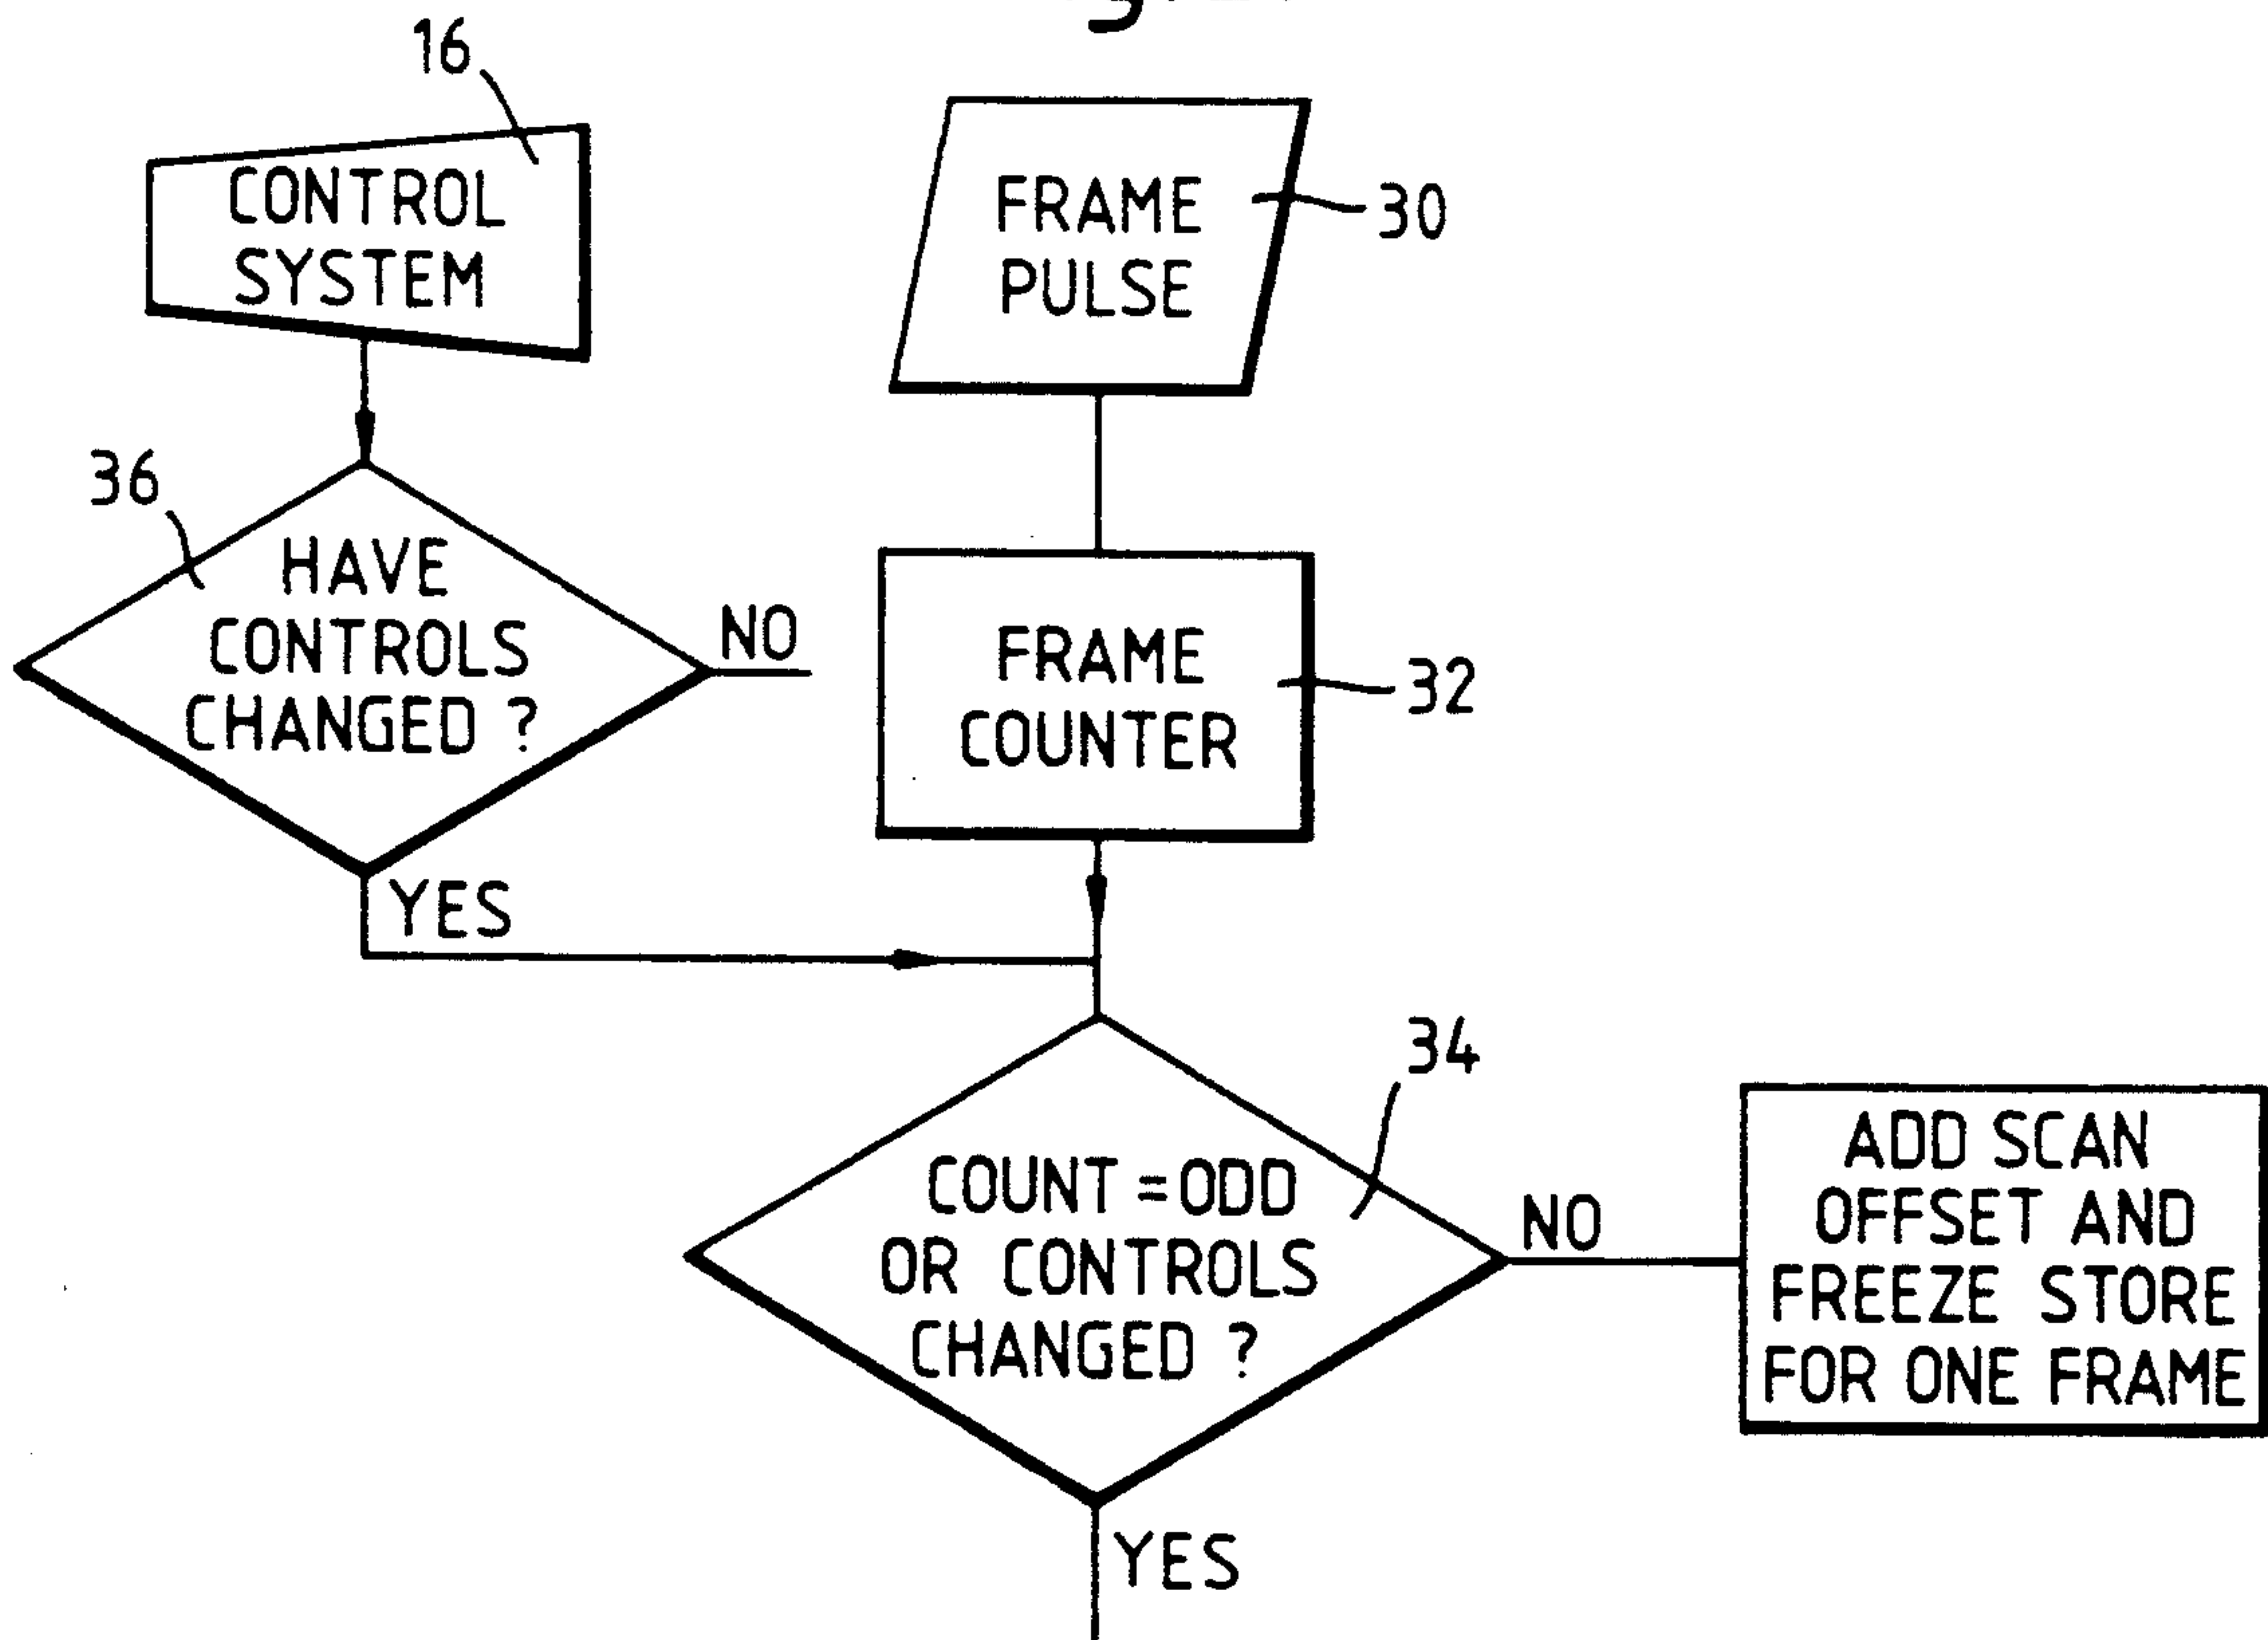 16
CONTROL
SYSTEM
FRAME
PULSE
30
36
HAVE
CONTROLS
CHANGED ?
NO
YES
FRAME
COUNTER
32
34
COUNT = ODD
OR CONTROLS
CHANGED ?
NO
YES
ADD SCAN
OFFSET AND
FREEZE STORE
FOR ONE FRAME